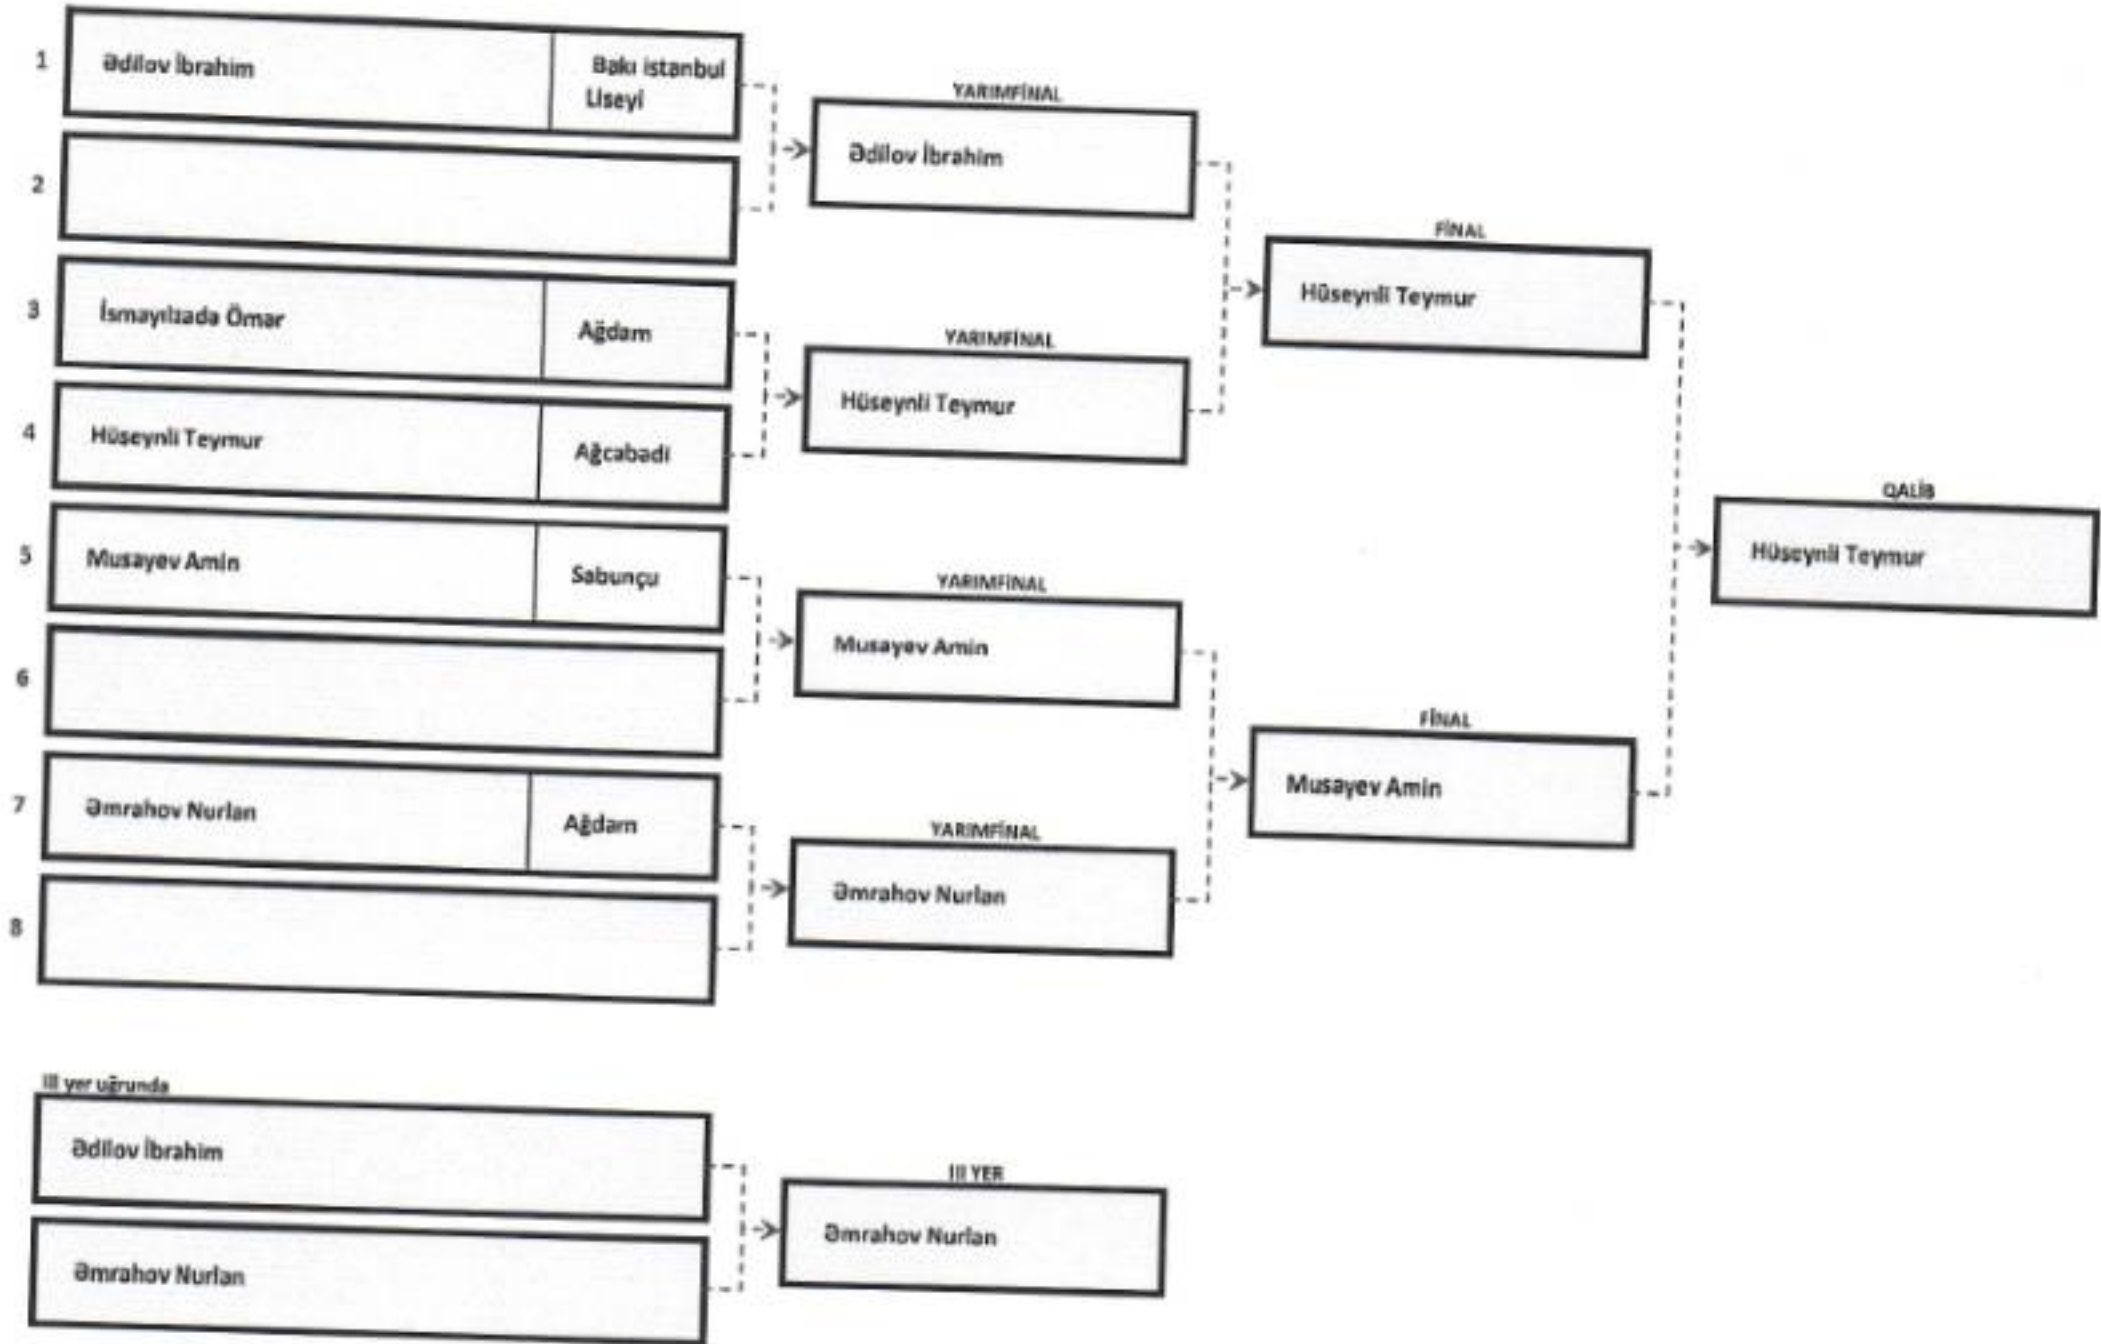 1
Ədilov İbrahim
Bakı istanbul
Liseyi
2
3
İsmayılzadə Ömər
Ağdam
4
Hüseynli Teymur
Ağcabədi
5
Musayev Amin
Sabunçu
6
7
Əmrahov Nurlan
Ağdam
8
YARIMFİNAL
Ədilov İbrahim
YARIMFİNAL
Hüseynli Teymur
YARIMFİNAL
Musayev Amin
YARIMFİNAL
Əmrahov Nurlan
FİNAL
Hüseynli Teymur
FİNAL
Musayev Amin
QALİB
Hüseynli Teymur
III yer uğrunda
Ədilov İbrahim
Əmrahov Nurlan
III YER
Əmrahov Nurlan